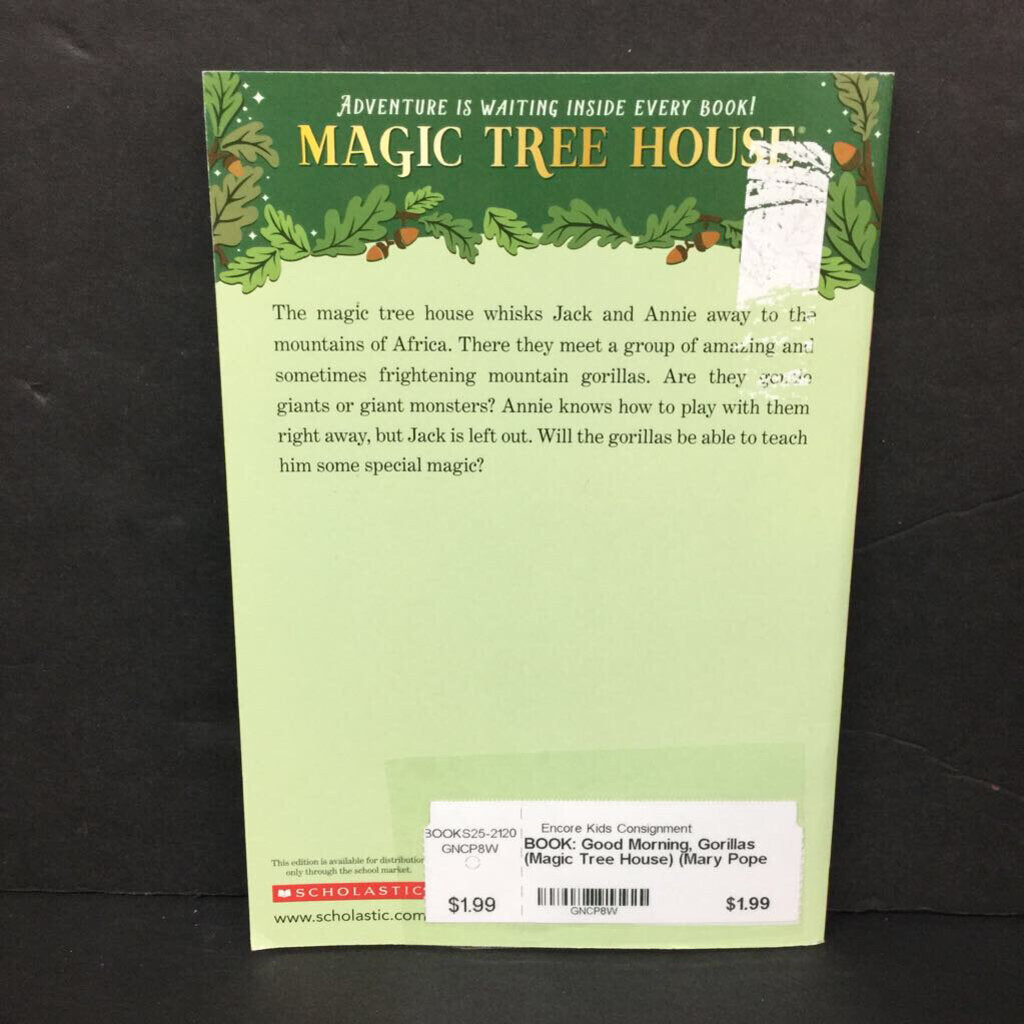 ADVENTURE IS WAITING INSIDE EVERY BOOK!
MAGIC TREE HOUSE
The magic tree house whisks Jack and Annie away to the
mountains of Africa. There they meet a group of amazing and
sometimes frightening mountain gorillas. Are they gentle
giants or giant monsters? Annie knows how to play with them
right away, but Jack is left out. Will the gorillas be able to teach
him some special magic?
This edition is available for distribution
only through the school market.
SCHOLASTIC
www.scholastic.com
BOOKS25-2120
GNCP8W
$1.99
Encore Kids Consignment
BOOK: Good Morning, Gorillas
(Magic Tree House) (Mary Pope
GNCP8W
$1.99